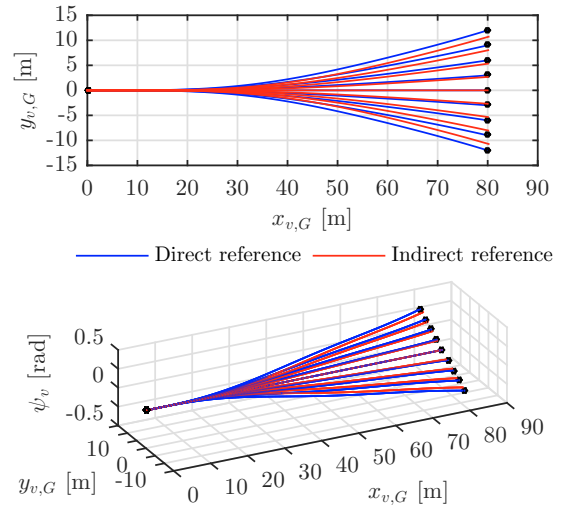 15
10
5
0
-5
-10
-15
y_{v,G} [m]
0 10 20 30 40 50 60 70 80 90
x_{v,G} [m]
Direct reference Indirect reference
0.5
0
-0.5
ψ_v [rad]
10
0
-10
y_{v,G} [m]
0 10 20 30 40 50 60 70 80 90
x_{v,G} [m]